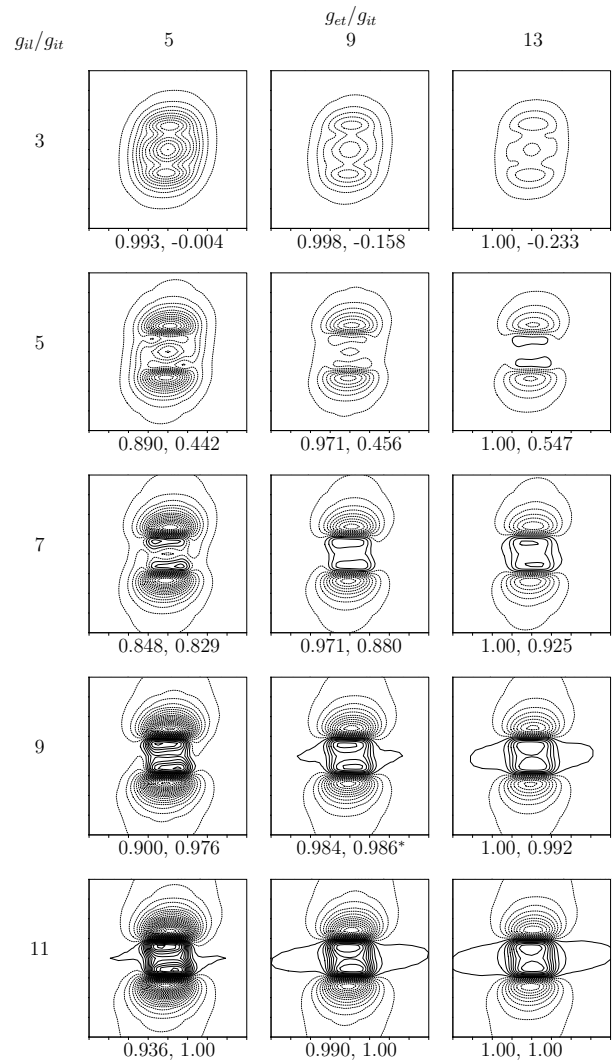 g_{et}/g_{it}
g_{il}/g_{it} 5 9 13
3
0.993, -0.004 0.998, -0.158 1.00, -0.233
5
0.890, 0.442 0.971, 0.456 1.00, 0.547
7
0.848, 0.829 0.971, 0.880 1.00, 0.925
9
0.900, 0.976 0.984, 0.986* 1.00, 0.992
11
0.936, 1.00 0.990, 1.00 1.00, 1.00